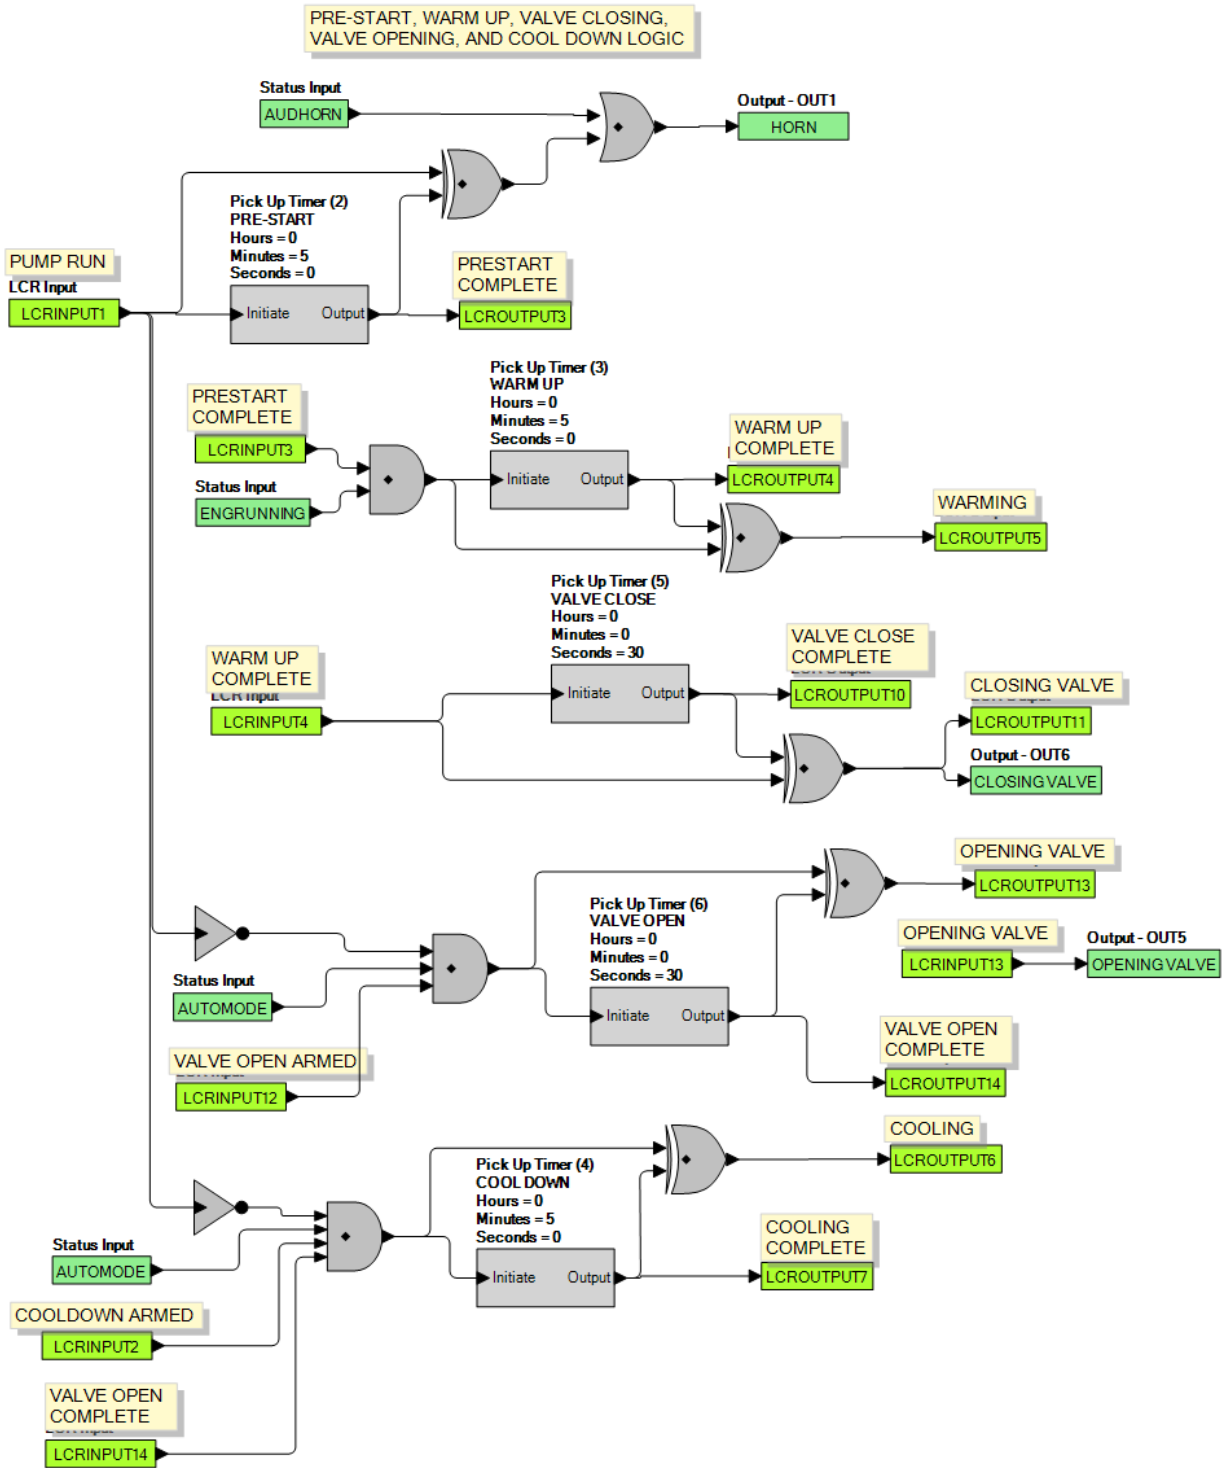 PRE-START, WARM UP, VALVE CLOSING,
VALVE OPENING, AND COOL DOWN LOGIC
Status Input
AUDHORN
Output - OUT1
HORN
Pick Up Timer (2)
PRE-START
Hours = 0
Minutes = 5
Seconds = 0
Initiate Output
PUMP RUN
LCR Input
LCRINPUT1
PRESTART
COMPLETE
LCROUTPUT3
Pick Up Timer (3)
WARM UP
Hours = 0
Minutes = 5
Seconds = 0
Initiate Output
PRESTART
COMPLETE
LCRINPUT3
Status Input
ENGRUNNING
WARM UP
COMPLETE
LCROUTPUT4
WARMING
LCROUTPUT5
Pick Up Timer (5)
VALVE CLOSE
Hours = 0
Minutes = 0
Seconds = 30
Initiate Output
WARM UP
COMPLETE
LCR Input
LCRINPUT4
VALVE CLOSE
COMPLETE
LCROUTPUT10
CLOSING VALVE
LCROUTPUT11
Output - OUT6
CLOSINGVALVE
OPENING VALVE
LCROUTPUT13
Pick Up Timer (6)
VALVE OPEN
Hours = 0
Minutes = 0
Seconds = 30
Initiate Output
OPENING VALVE
LCRINPUT13
Output - OUT5
OPENINGVALVE
Status Input
AUTOMODE
VALVE OPEN ARMED
LCRINPUT12
VALVE OPEN
COMPLETE
LCROUTPUT14
COOLING
LCROUTPUT6
Pick Up Timer (4)
COOL DOWN
Hours = 0
Minutes = 5
Seconds = 0
Initiate Output
COOLING
COMPLETE
LCROUTPUT7
Status Input
AUTOMODE
COOLDOWN ARMED
LCRINPUT2
VALVE OPEN
COMPLETE
LCRINPUT14